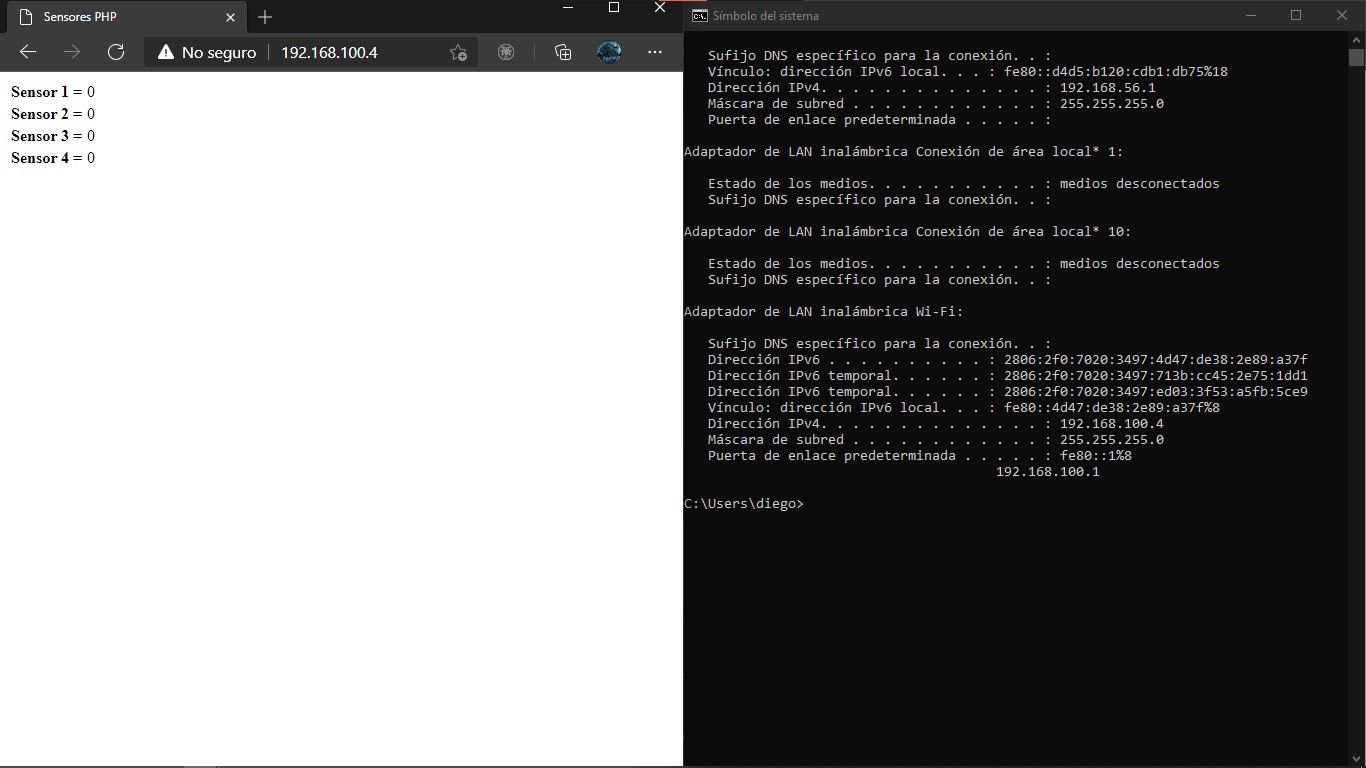 Sensores PHP
No seguro
192.168.100.4
Sensor 1 = 0
Sensor 2 = 0
Sensor 3 = 0
Sensor 4 = 0
Símbolo del sistema
Sufijo DNS específico para la conexión. . :
Vínculo: dirección IPv6 local. . . : fe80::d4d5:b120:cdb1:db75%18
Dirección IPv4. . . . . . . . . . . . . . : 192.168.56.1
Máscara de subred . . . . . . . . . . . . : 255.255.255.0
Puerta de enlace predeterminada . . . . . :
Adaptador de LAN inalámbrica Conexión de área local* 1:
Estado de los medios. . . . . . . . . . . : medios desconectados
Sufijo DNS específico para la conexión. . :
Adaptador de LAN inalámbrica Conexión de área local* 10:
Estado de los medios. . . . . . . . . . . : medios desconectados
Sufijo DNS específico para la conexión. . :
Adaptador de LAN inalámbrica Wi-Fi:
Sufijo DNS específico para la conexión. . :
Dirección IPv6 . . . . . . . . . . : 2806:2f0:7020:3497:4d47:de38:2e89:a37f
Dirección IPv6 temporal. . . . . . : 2806:2f0:7020:3497:713b:cc45:2e75:1dd1
Dirección IPv6 temporal. . . . . . : 2806:2f0:7020:3497:ed03:3f53:a5fb:5ce9
Vínculo: dirección IPv6 local. . . : fe80::4d47:de38:2e89:a37f%8
Dirección IPv4. . . . . . . . . . . . . . : 192.168.100.4
Máscara de subred . . . . . . . . . . . . : 255.255.255.0
Puerta de enlace predeterminada . . . . . : fe80::1%8
192.168.100.1
C:\Users\diego>